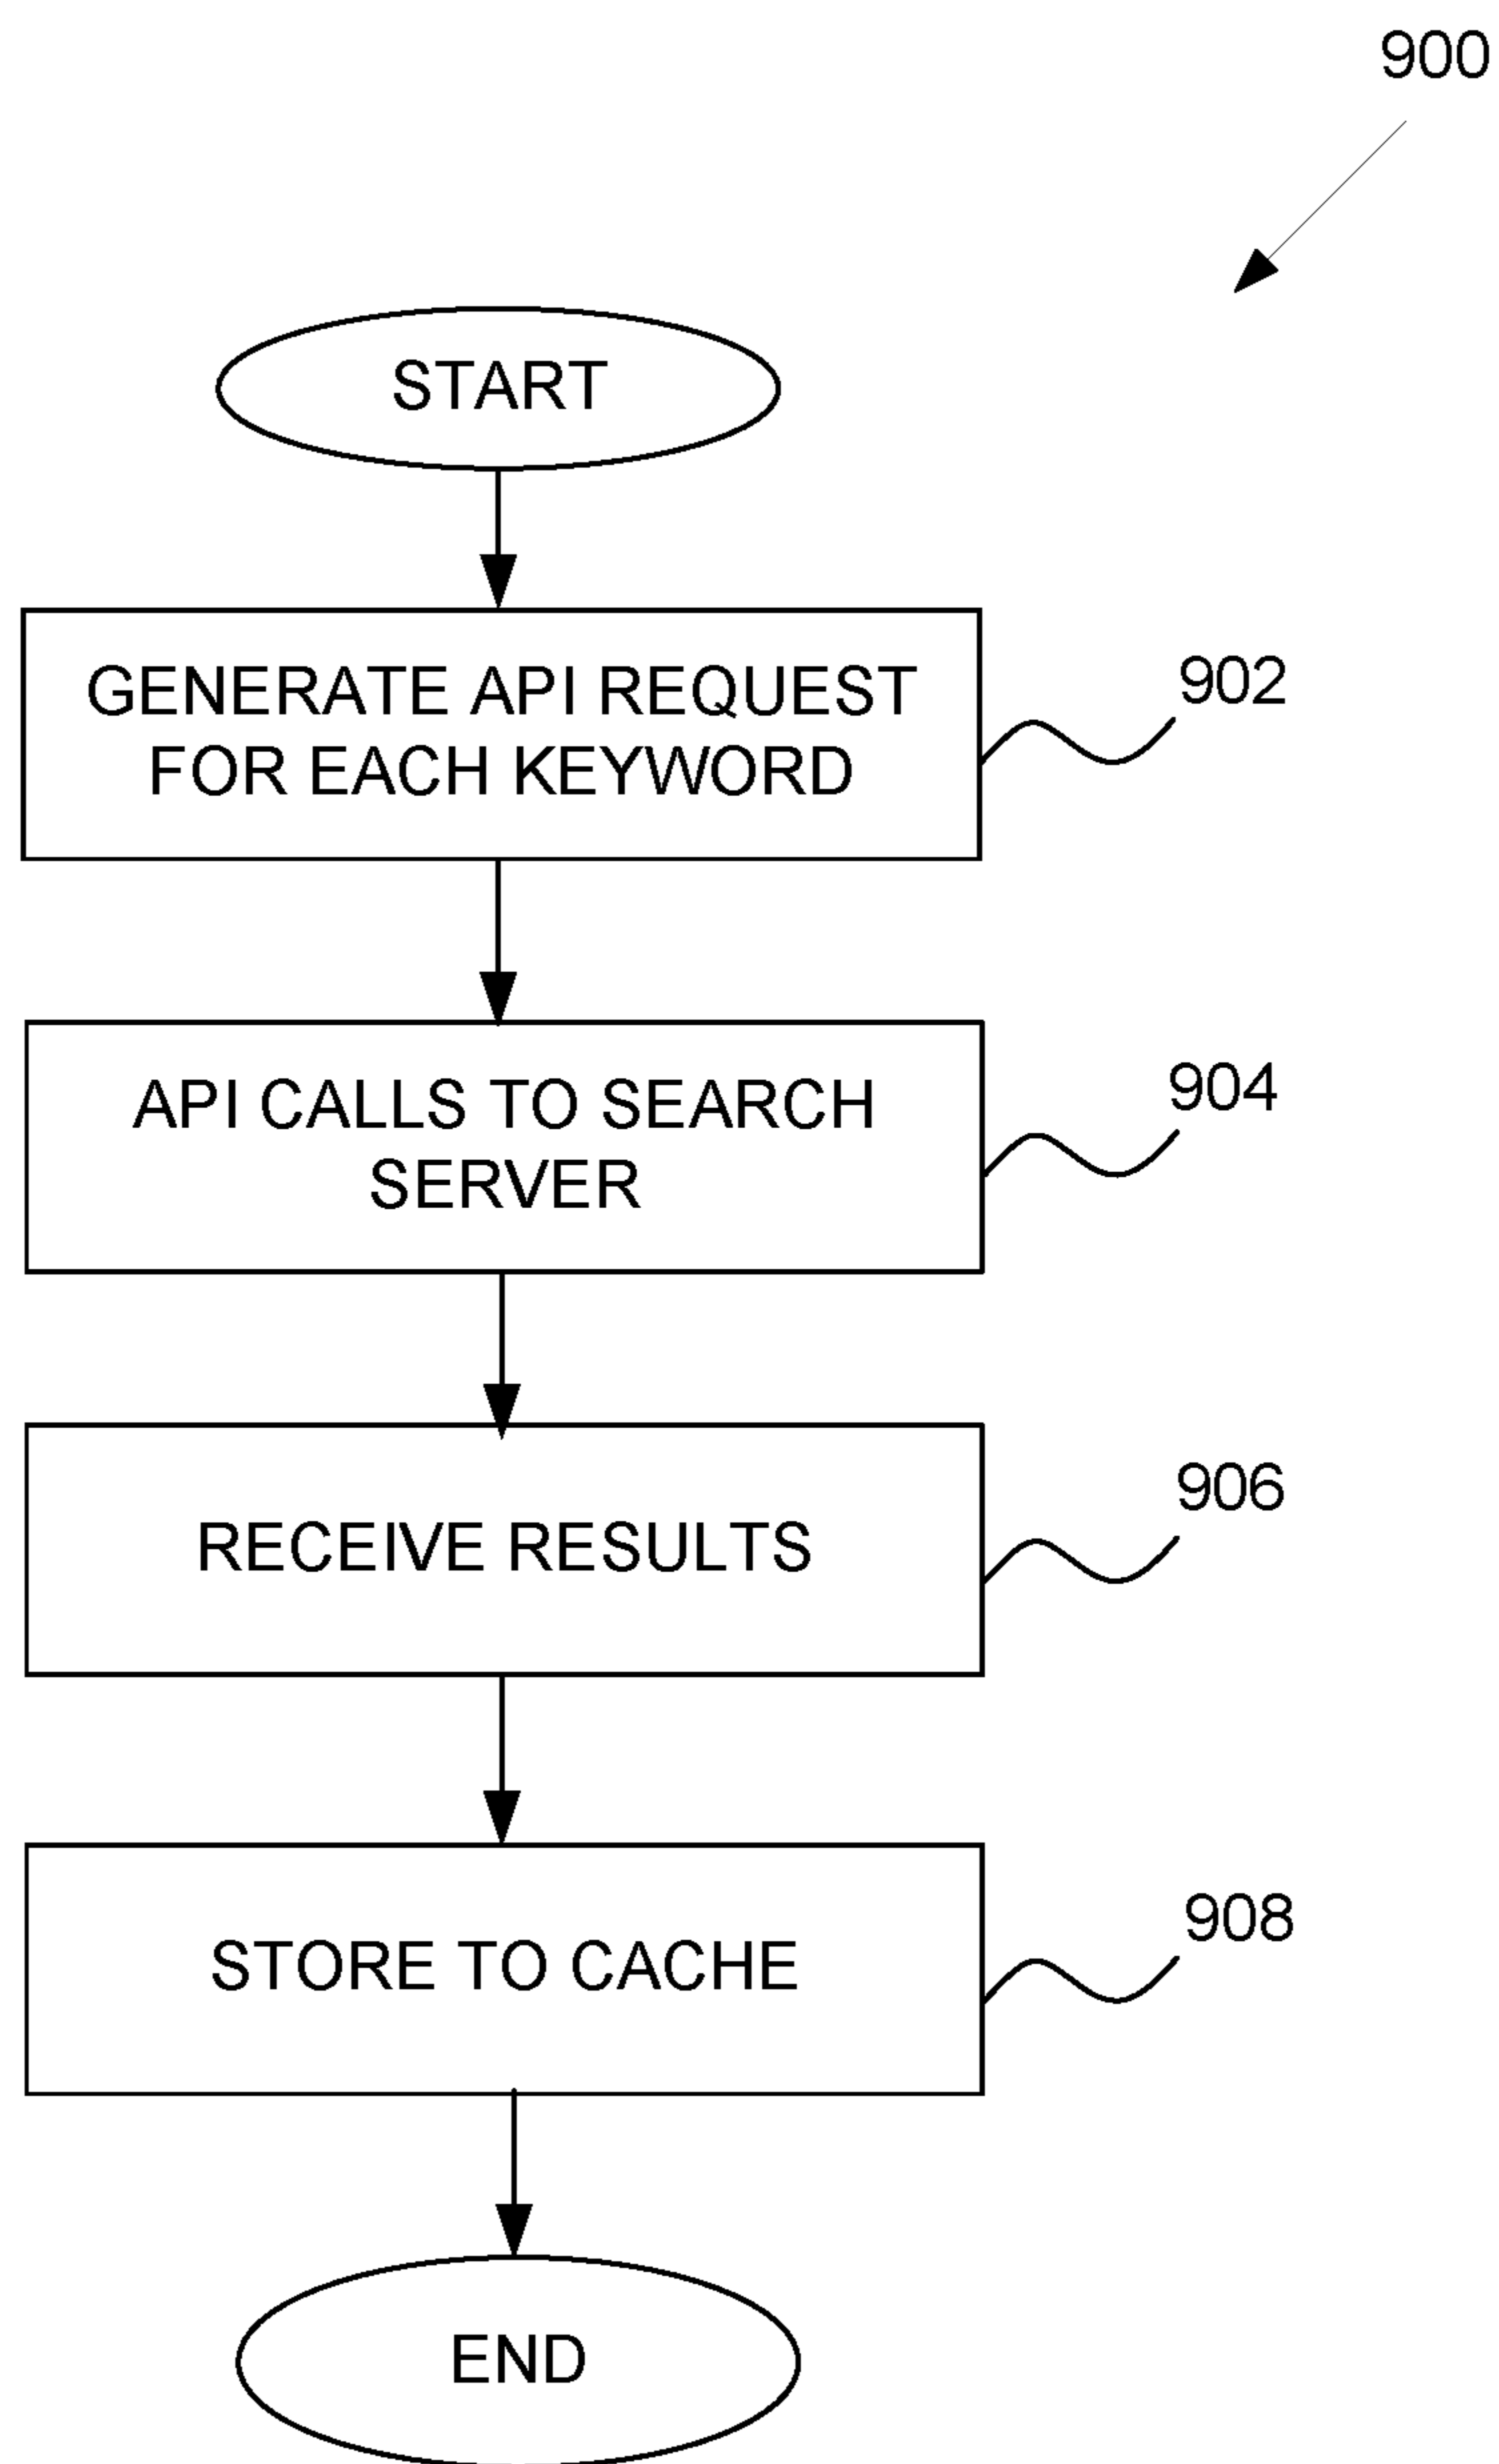 900
START
GENERATE API REQUEST
FOR EACH KEYWORD
902
API CALLS TO SEARCH
SERVER
904
RECEIVE RESULTS
906
STORE TO CACHE
908
END